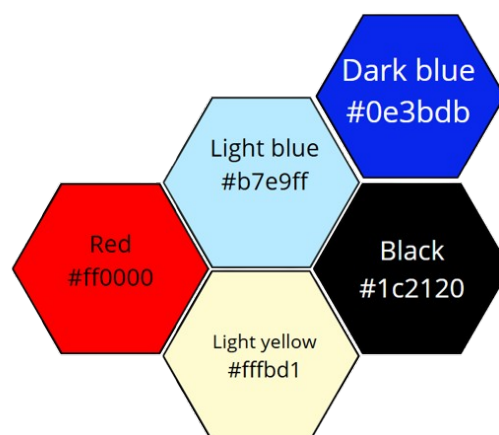 Dark blue
#0e3bdb
Light blue
#b7e9ff
Red
#ff0000
Black
#1c2120
Light yellow
#fffbd1